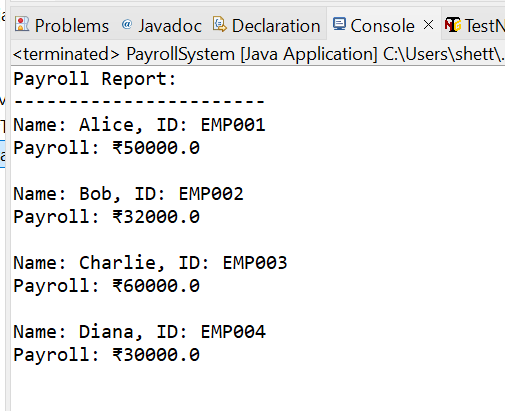 Problems Javadoc Declaration Console TestN
<terminated> PayrollSystem [Java Application] C:\Users\shett\.
Payroll Report:
-----------------------
Name: Alice, ID: EMP001
Payroll: ₹50000.0
Name: Bob, ID: EMP002
Payroll: ₹32000.0
Name: Charlie, ID: EMP003
Payroll: ₹60000.0
Name: Diana, ID: EMP004
Payroll: ₹30000.0